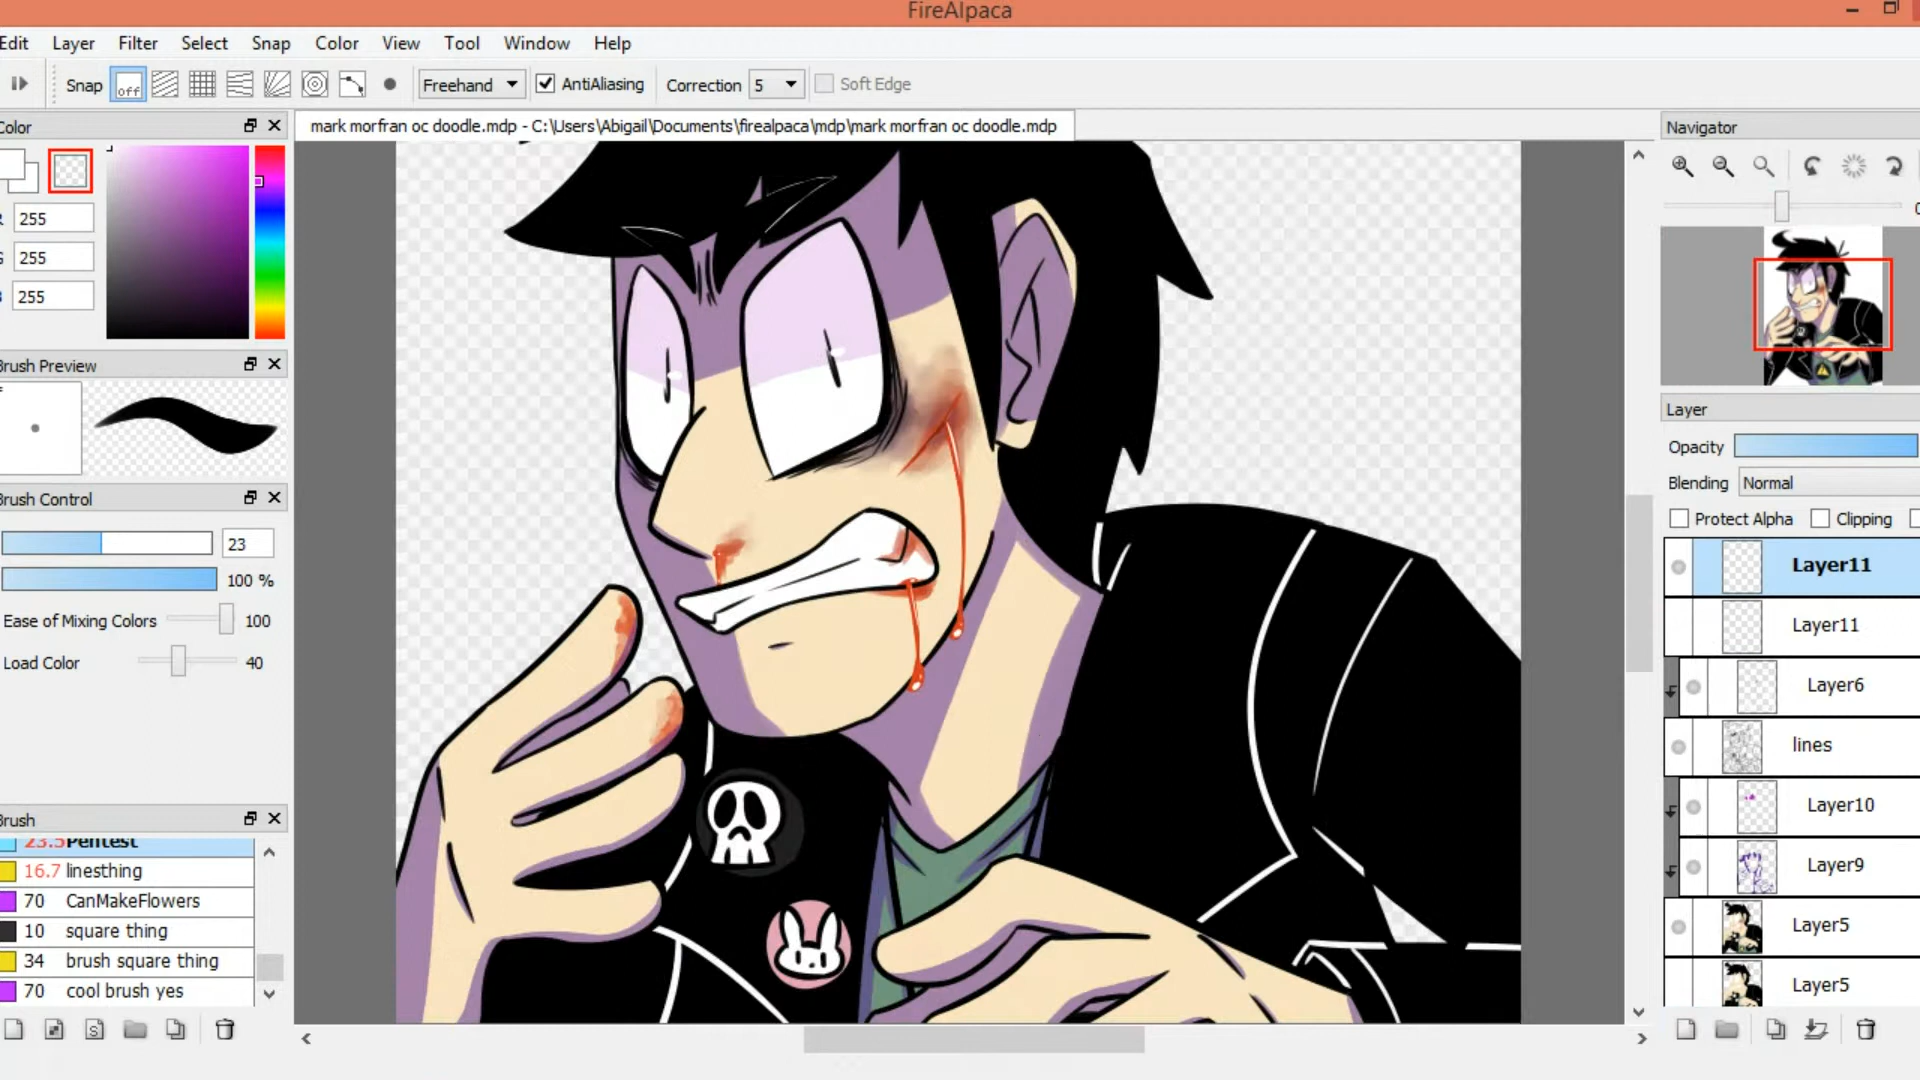 FireAlpaca
Edit Layer Filter Select Snap Color View Tool Window Help
Snap off Freehand AntiAliasing Correction 5 Soft Edge
Color
mark morfran oc doodle.mdp - C:\Users\Abigail\Documents\firealpaca\mdp\mark morfran oc doodle.mdp
Navigator
255
255
255
Brush Preview
Layer
Opacity
Blending Normal
Brush Control
Protect Alpha Clipping
23
100 %
Ease of Mixing Colors 100
Load Color 40
Layer11
Layer11
Layer6
lines
Layer10
Layer9
Layer5
Layer5
Brush
23.5 Pentest
16.7 linesthing
70 CanMakeFlowers
10 square thing
34 brush square thing
70 cool brush yes